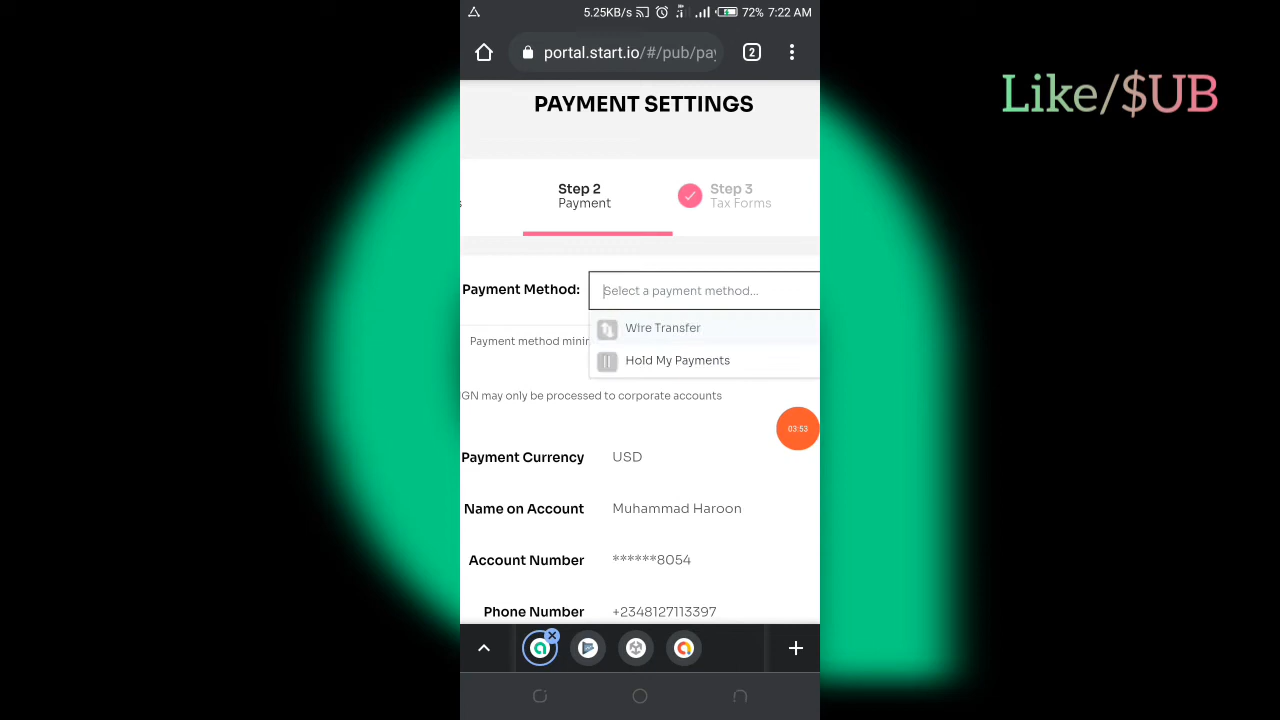 5.25KB/s 72% 7:22 AM
portal.start.io/#/pub/pay
2
Like/$UB
PAYMENT SETTINGS
Step 2
Payment
Step 3
Tax Forms
s
Payment Method:
Select a payment method...
Wire Transfer
Payment method minir
Hold My Payments
GN may only be processed to corporate accounts
03:53
Payment Currency USD
Name on Account Muhammad Haroon
Account Number ******8054
Phone Number +2348127113397